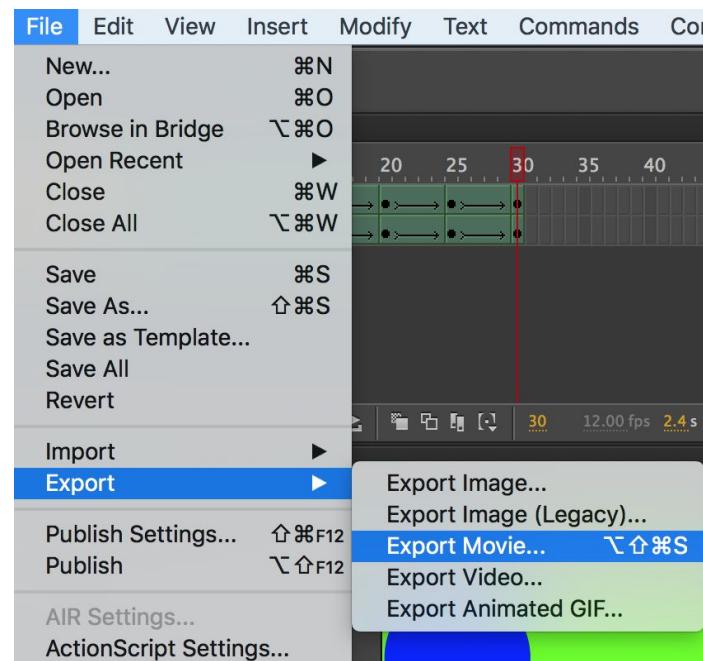 File Edit View Insert Modify Text Commands
New... ⌘N
Open ⌘O
Browse in Bridge ⌥⌘O
Open Recent ▶
Close ⌘W
Close All ⌥⌘W
Save ⌘S
Save As... ⇧⌘S
Save as Template...
Save All
Revert
Import ▶
Export ▶
Publish Settings... ⇧⌘F12
Publish ⌥⇧F12
AIR Settings...
ActionScript Settings...
20 25 30 35 40
30 12.00 fps 2.4 s
Export Image...
Export Image (Legacy)...
Export Movie... ⌥⇧⌘S
Export Video...
Export Animated GIF...